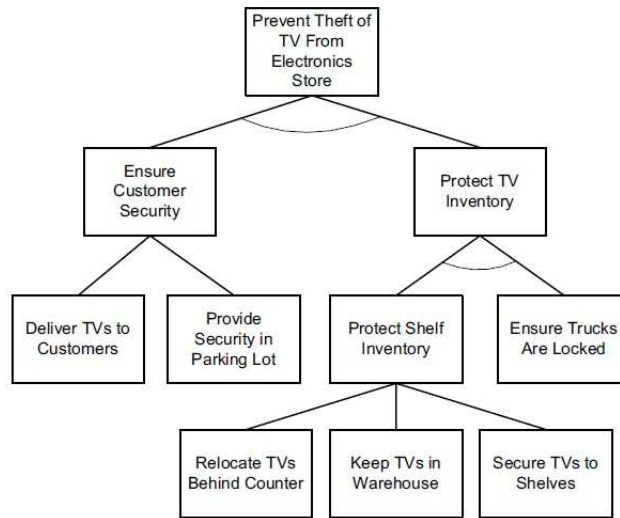 Prevent Theft of
TV From
Electronics
Store
Ensure
Customer
Security
Protect TV
Inventory
Deliver TVs to
Customers
Provide
Security in
Parking Lot
Protect Shelf
Inventory
Ensure Trucks
Are Locked
Relocate TVs
Behind Counter
Keep TVs in
Warehouse
Secure TVs to
Shelves